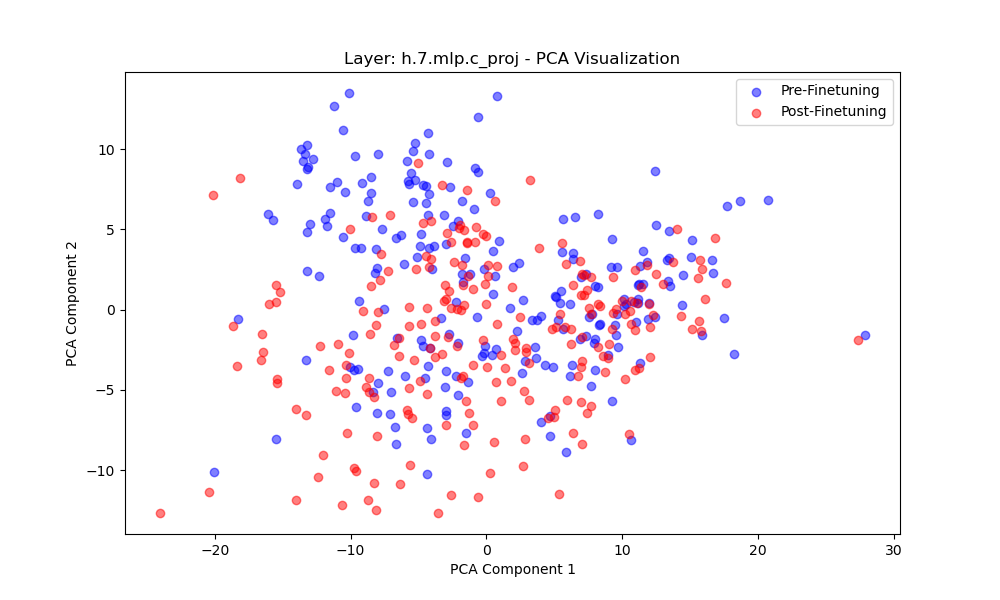 Layer: h.7.mlp.c_proj - PCA Visualization
Pre-Finetuning
Post-Finetuning
10
5
0
−5
−10
PCA Component 2
−20
−10
0
10
20
30
PCA Component 1